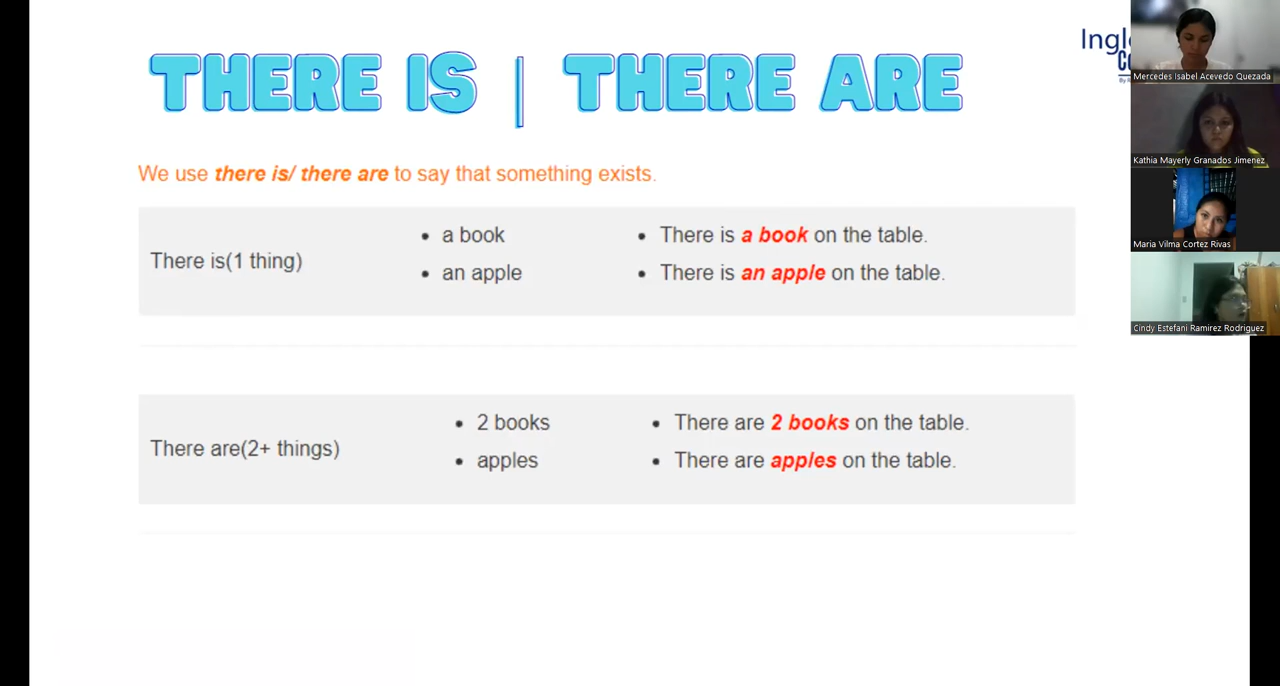 THERE IS | THERE ARE
We use there is/ there are to say that something exists.
There is(1 thing)
• a book
• an apple
• There is a book on the table.
• There is an apple on the table.
There are(2+ things)
• 2 books
• apples
• There are 2 books on the table.
• There are apples on the table.
Ingl
Mercedes Isabel Acevedo Quezada
Kathia Mayerly Granados Jimenez
Maria Vilma Cortez Rivas
Cindy Estefani Ramirez Rodriguez